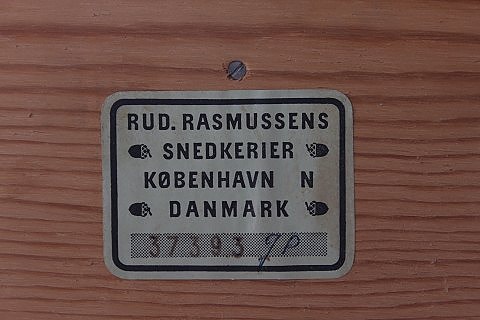 RUD. RASMUSSENS
SNEDKERIER
KØBENHAVN N
DANMARK
37393